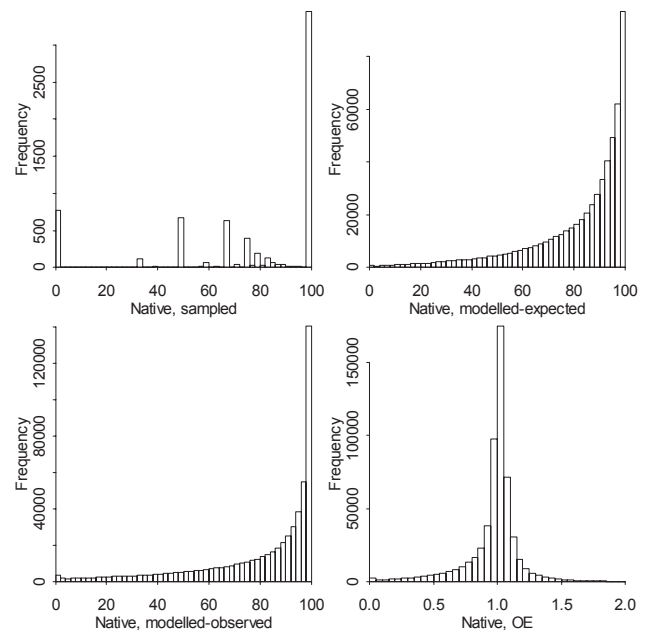 Frequency
0 500 1500 2500
0 20 40 60 80 100
Native, sampled
Frequency
0 20000 60000
0 20 40 60 80 100
Native, modelled-expected
Frequency
0 40000 80000 120000
0 20 40 60 80 100
Native, modelled-observed
Frequency
0 50000 100000 150000
0.0 0.5 1.0 1.5 2.0
Native, OE